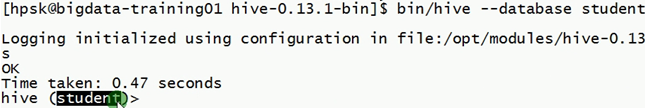 [hpsk@bigdata-training01 hive-0.13.1-bin]$ bin/hive --database student
Logging initialized using configuration in file:/opt/modules/hive-0.13
s
OK
Time taken: 0.47 seconds
hive (student)>